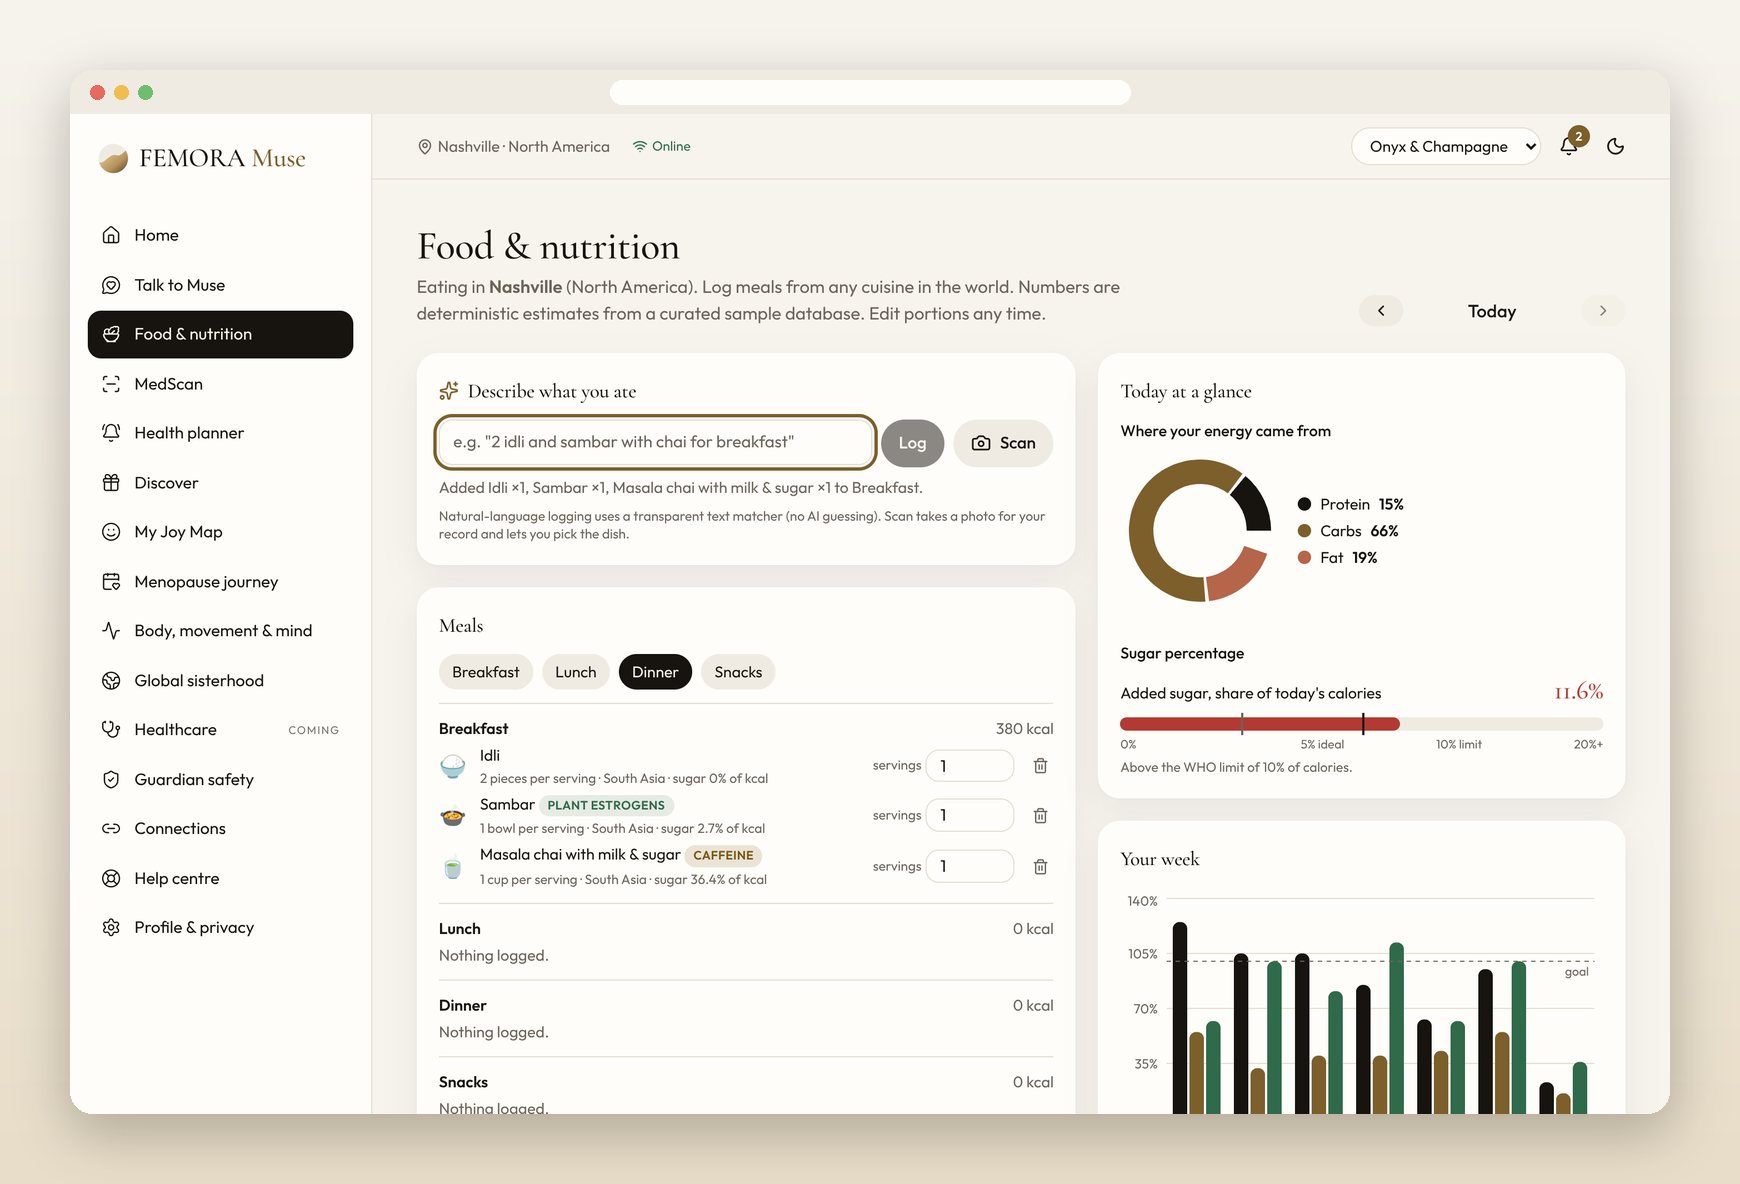 FEMORA Muse
Home
Talk to Muse
Food & nutrition
MedScan
Health planner
Discover
My Joy Map
Menopause journey
Body, movement & mind
Global sisterhood
Healthcare COMING
Guardian safety
Connections
Help centre
Profile & privacy
Nashville · North America Online
Onyx & Champagne 2
Food & nutrition
Eating in Nashville (North America). Log meals from any cuisine in the world. Numbers are
deterministic estimates from a curated sample database. Edit portions any time.
Today
Describe what you ate
e.g. "2 idli and sambar with chai for breakfast" Log Scan
Added Idli ×1, Sambar ×1, Masala chai with milk & sugar ×1 to Breakfast.
Natural-language logging uses a transparent text matcher (no AI guessing). Scan takes a photo for your
record and lets you pick the dish.
Meals
Breakfast Lunch Dinner Snacks
Breakfast 380 kcal
Idli
2 pieces per serving · South Asia · sugar 0% of kcal
servings 1
Sambar PLANT ESTROGENS
1 bowl per serving · South Asia · sugar 2.7% of kcal
servings 1
Masala chai with milk & sugar CAFFEINE
1 cup per serving · South Asia · sugar 36.4% of kcal
servings 1
Lunch 0 kcal
Nothing logged.
Dinner 0 kcal
Nothing logged.
Snacks 0 kcal
Nothing logged.
Today at a glance
Where your energy came from
Protein 15%
Carbs 66%
Fat 19%
Sugar percentage
Added sugar, share of today's calories 11.6%
0% 5% ideal 10% limit 20%+
Above the WHO limit of 10% of calories.
Your week
140%
105%
goal
70%
35%